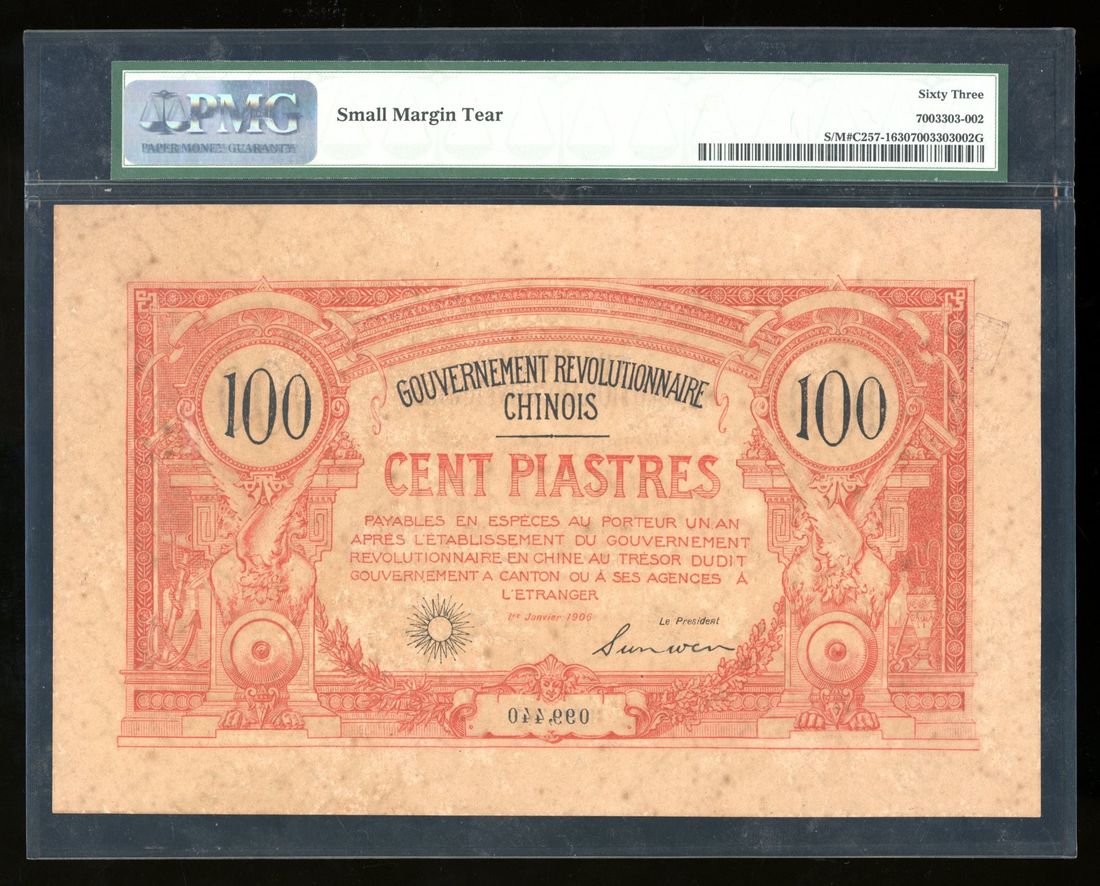 PMG
PAPER MONEY GUARANTY
Small Margin Tear
Sixty Three
7003303-002
S/M#C257-16307003303002G
GOUVERNEMENT REVOLUTIONNAIRE
CHINOIS
100
100
CENT PIASTRES
PAYABLES EN ESPÈCES AU PORTEUR UN AN
APRÈS L'ÉTABLISSEMENT DU GOUVERNEMENT
REVOLUTIONNAIRE EN CHINE AU TRÉSOR DUDIT
GOUVERNEMENT A CANTON OU À SES AGENCES À
L'ETRANGER
1er Janvier 1906
Le President
Sunwen